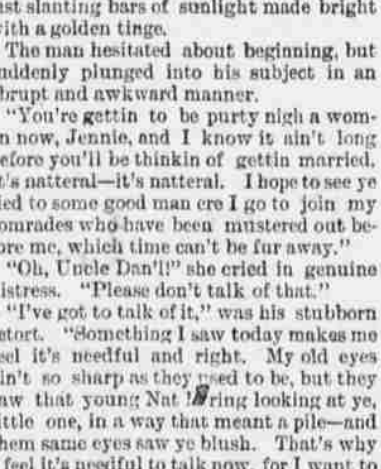 ast slanting bars of sunlight made bright
ith a golden tinge.
The man hesitated about beginning, but
uddenly plunged into his subject in an
brupt and awkward manner.
"You're gettin to be purty nigh a wom-
n now, Jennie, and I know it ain't long
efore you'll be thinkin of gettin married.
t's natteral—it's natteral. I hope to see ye
ied to some good man ere I go to join my
omrades who have been mustered out be-
ore me, which time can't be fur away."
"Oh, Uncle Dan'l!" she cried in genuine
istress. "Please don't talk of that."
"I've got to talk of it," was his stubborn
etort. "Something I saw today makes me
eel it's needful and right. My old eyes
in't so sharp as they used to be, but they
aw that young Nat ring looking at ye,
ittle one, in a way that meant a pile—and
hem same eyes saw ye blush. That's why
feel it's needful to talk now, for I want to